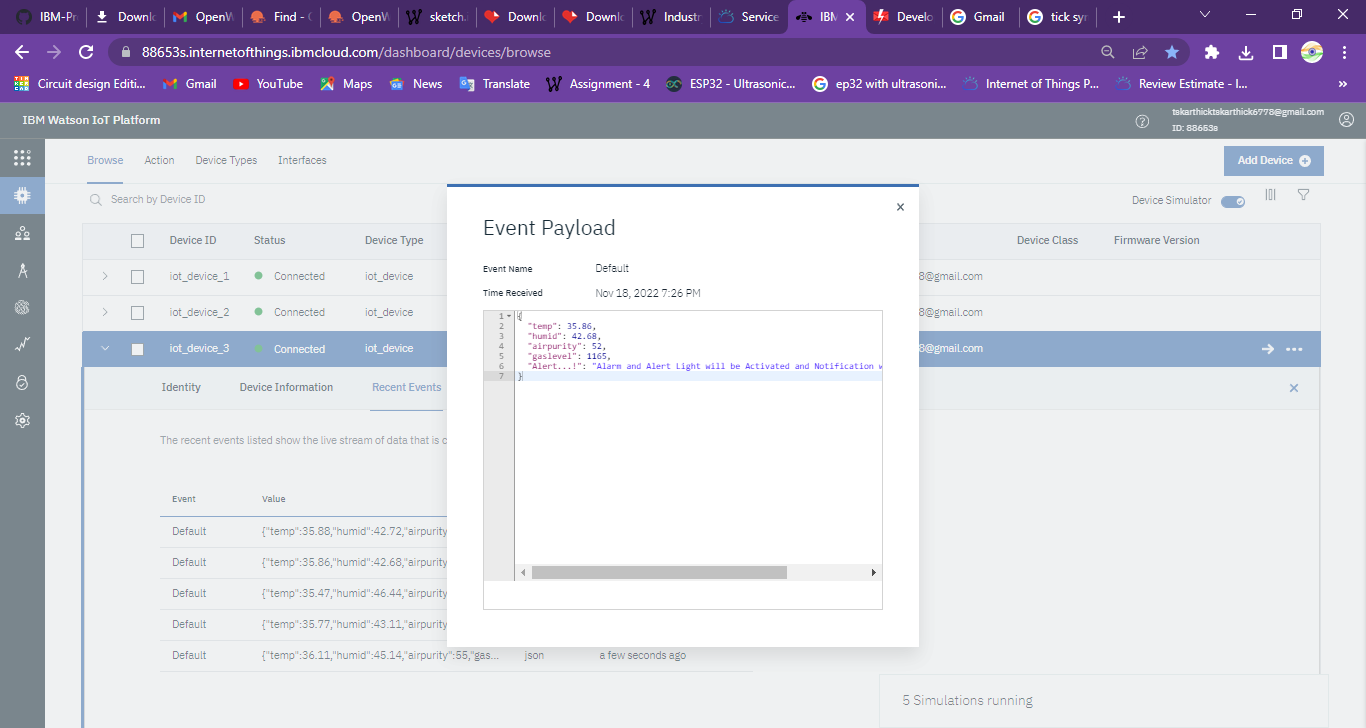 IBM-Pr Downlo OpenW Find - OpenW sketch. Downlo Downlo Industr Service IBM Develo Gmail tick syr
88653s.internetofthings.ibmcloud.com/dashboard/devices/browse
Circuit design Editi... Gmail YouTube Maps News Translate Assignment - 4 ESP32 - Ultrasonic... ep32 with ultrasoni... Internet of Things P... Review Estimate - I... »
IBM Watson IoT Platform
tskarthicktskarthick6778@gmail.com
ID: 88653s
Browse Action Device Types Interfaces Add Device
Search by Device ID Device Simulator
Device ID Status Device Type Device Class Firmware Version
iot_device_1 Connected iot_device 8@gmail.com
iot_device_2 Connected iot_device 8@gmail.com
iot_device_3 Connected iot_device 8@gmail.com
Identity Device Information Recent Events
The recent events listed show the live stream of data that is c
Event Value
Default {"temp":35.88,"humid":42.72,"airpurity
Default {"temp":35.86,"humid":42.68,"airpurity
Default {"temp":35.47,"humid":46.44,"airpurity
Default {"temp":35.77,"humid":43.11,"airpurity
Default {"temp":36.11,"humid":45.14,"airpurity":55,"gas... json a few seconds ago
Event Payload
Event Name Default
Time Received Nov 18, 2022 7:26 PM
1 {
2 "temp": 35.86,
3 "humid": 42.68,
4 "airpurity": 52,
5 "gaslevel": 1165,
6 "Alert...!": "Alarm and Alert Light will be Activated and Notification w
7 }
5 Simulations running